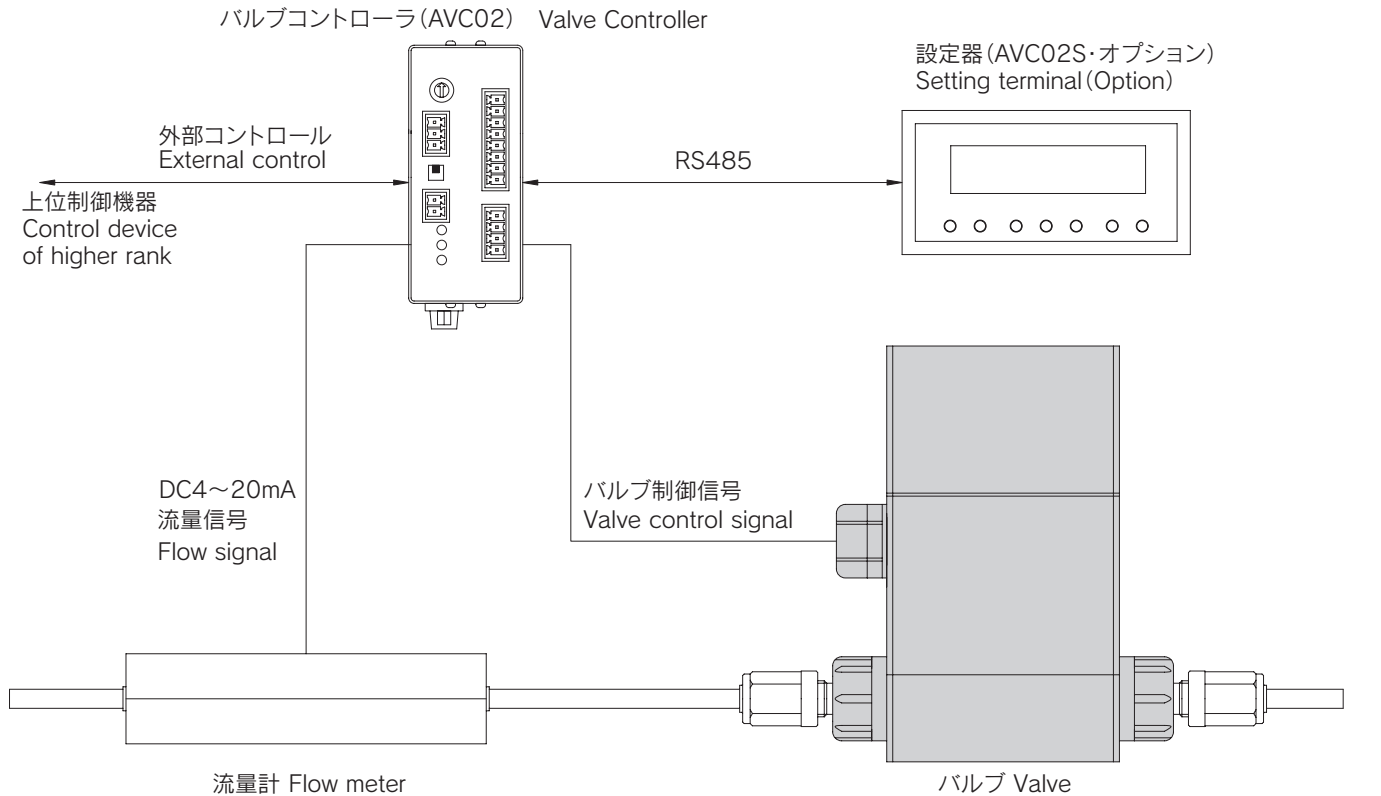 バルブコントローラ(AVC02) Valve Controller
設定器(AVC02S・オプション)
Setting terminal(Option)
外部コントロール
External control
RS485
上位制御機器
Control device
of higher rank
DC4～20mA
流量信号
Flow signal
バルブ制御信号
Valve control signal
流量計 Flow meter
バルブ Valve